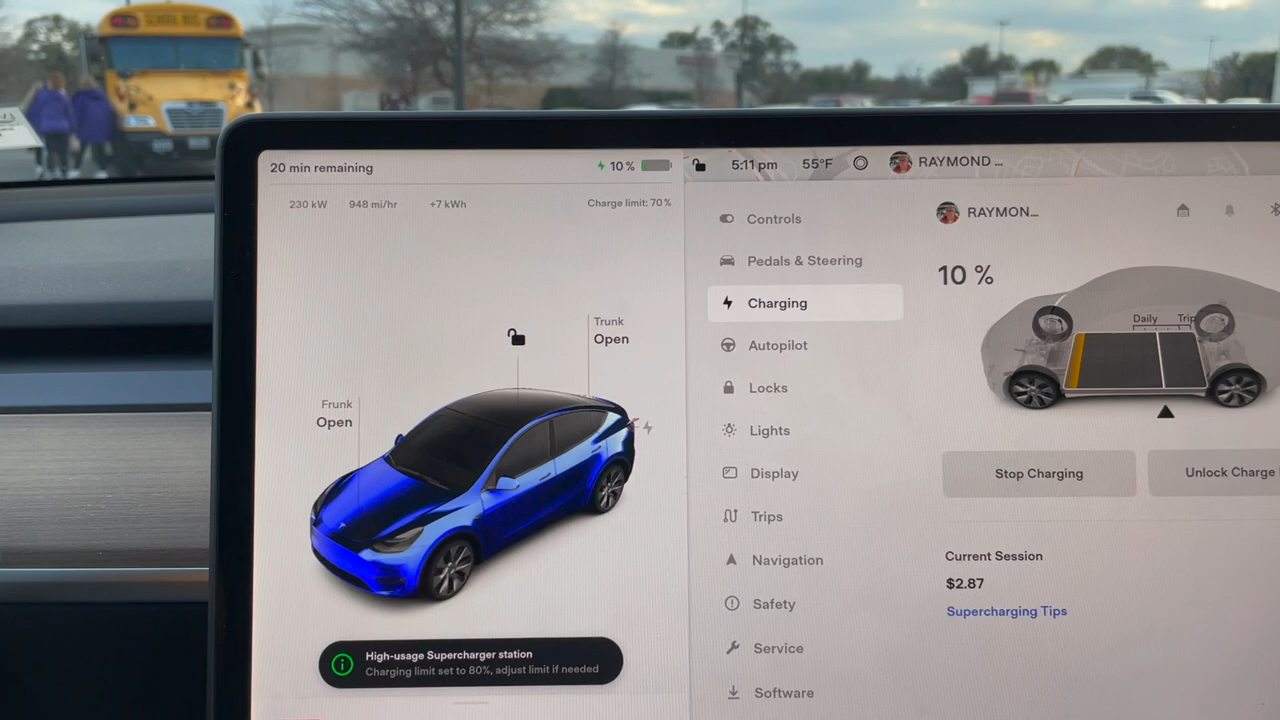 SCHOOL BUS
20 min remaining
10 %
5:11 pm
55°F
RAYMOND ...
230 kW
948 mi/hr
+7 kWh
Charge limit: 70 %
Controls
RAYMON...
Pedals & Steering
10 %
Charging
Daily
Trip
Trunk
Open
Autopilot
Locks
Frunk
Open
Lights
Display
Stop Charging
Unlock Charge
Trips
Navigation
Current Session
$2.87
Safety
Supercharging Tips
Service
High-usage Supercharger station
Charging limit set to 80%, adjust limit if needed
Software